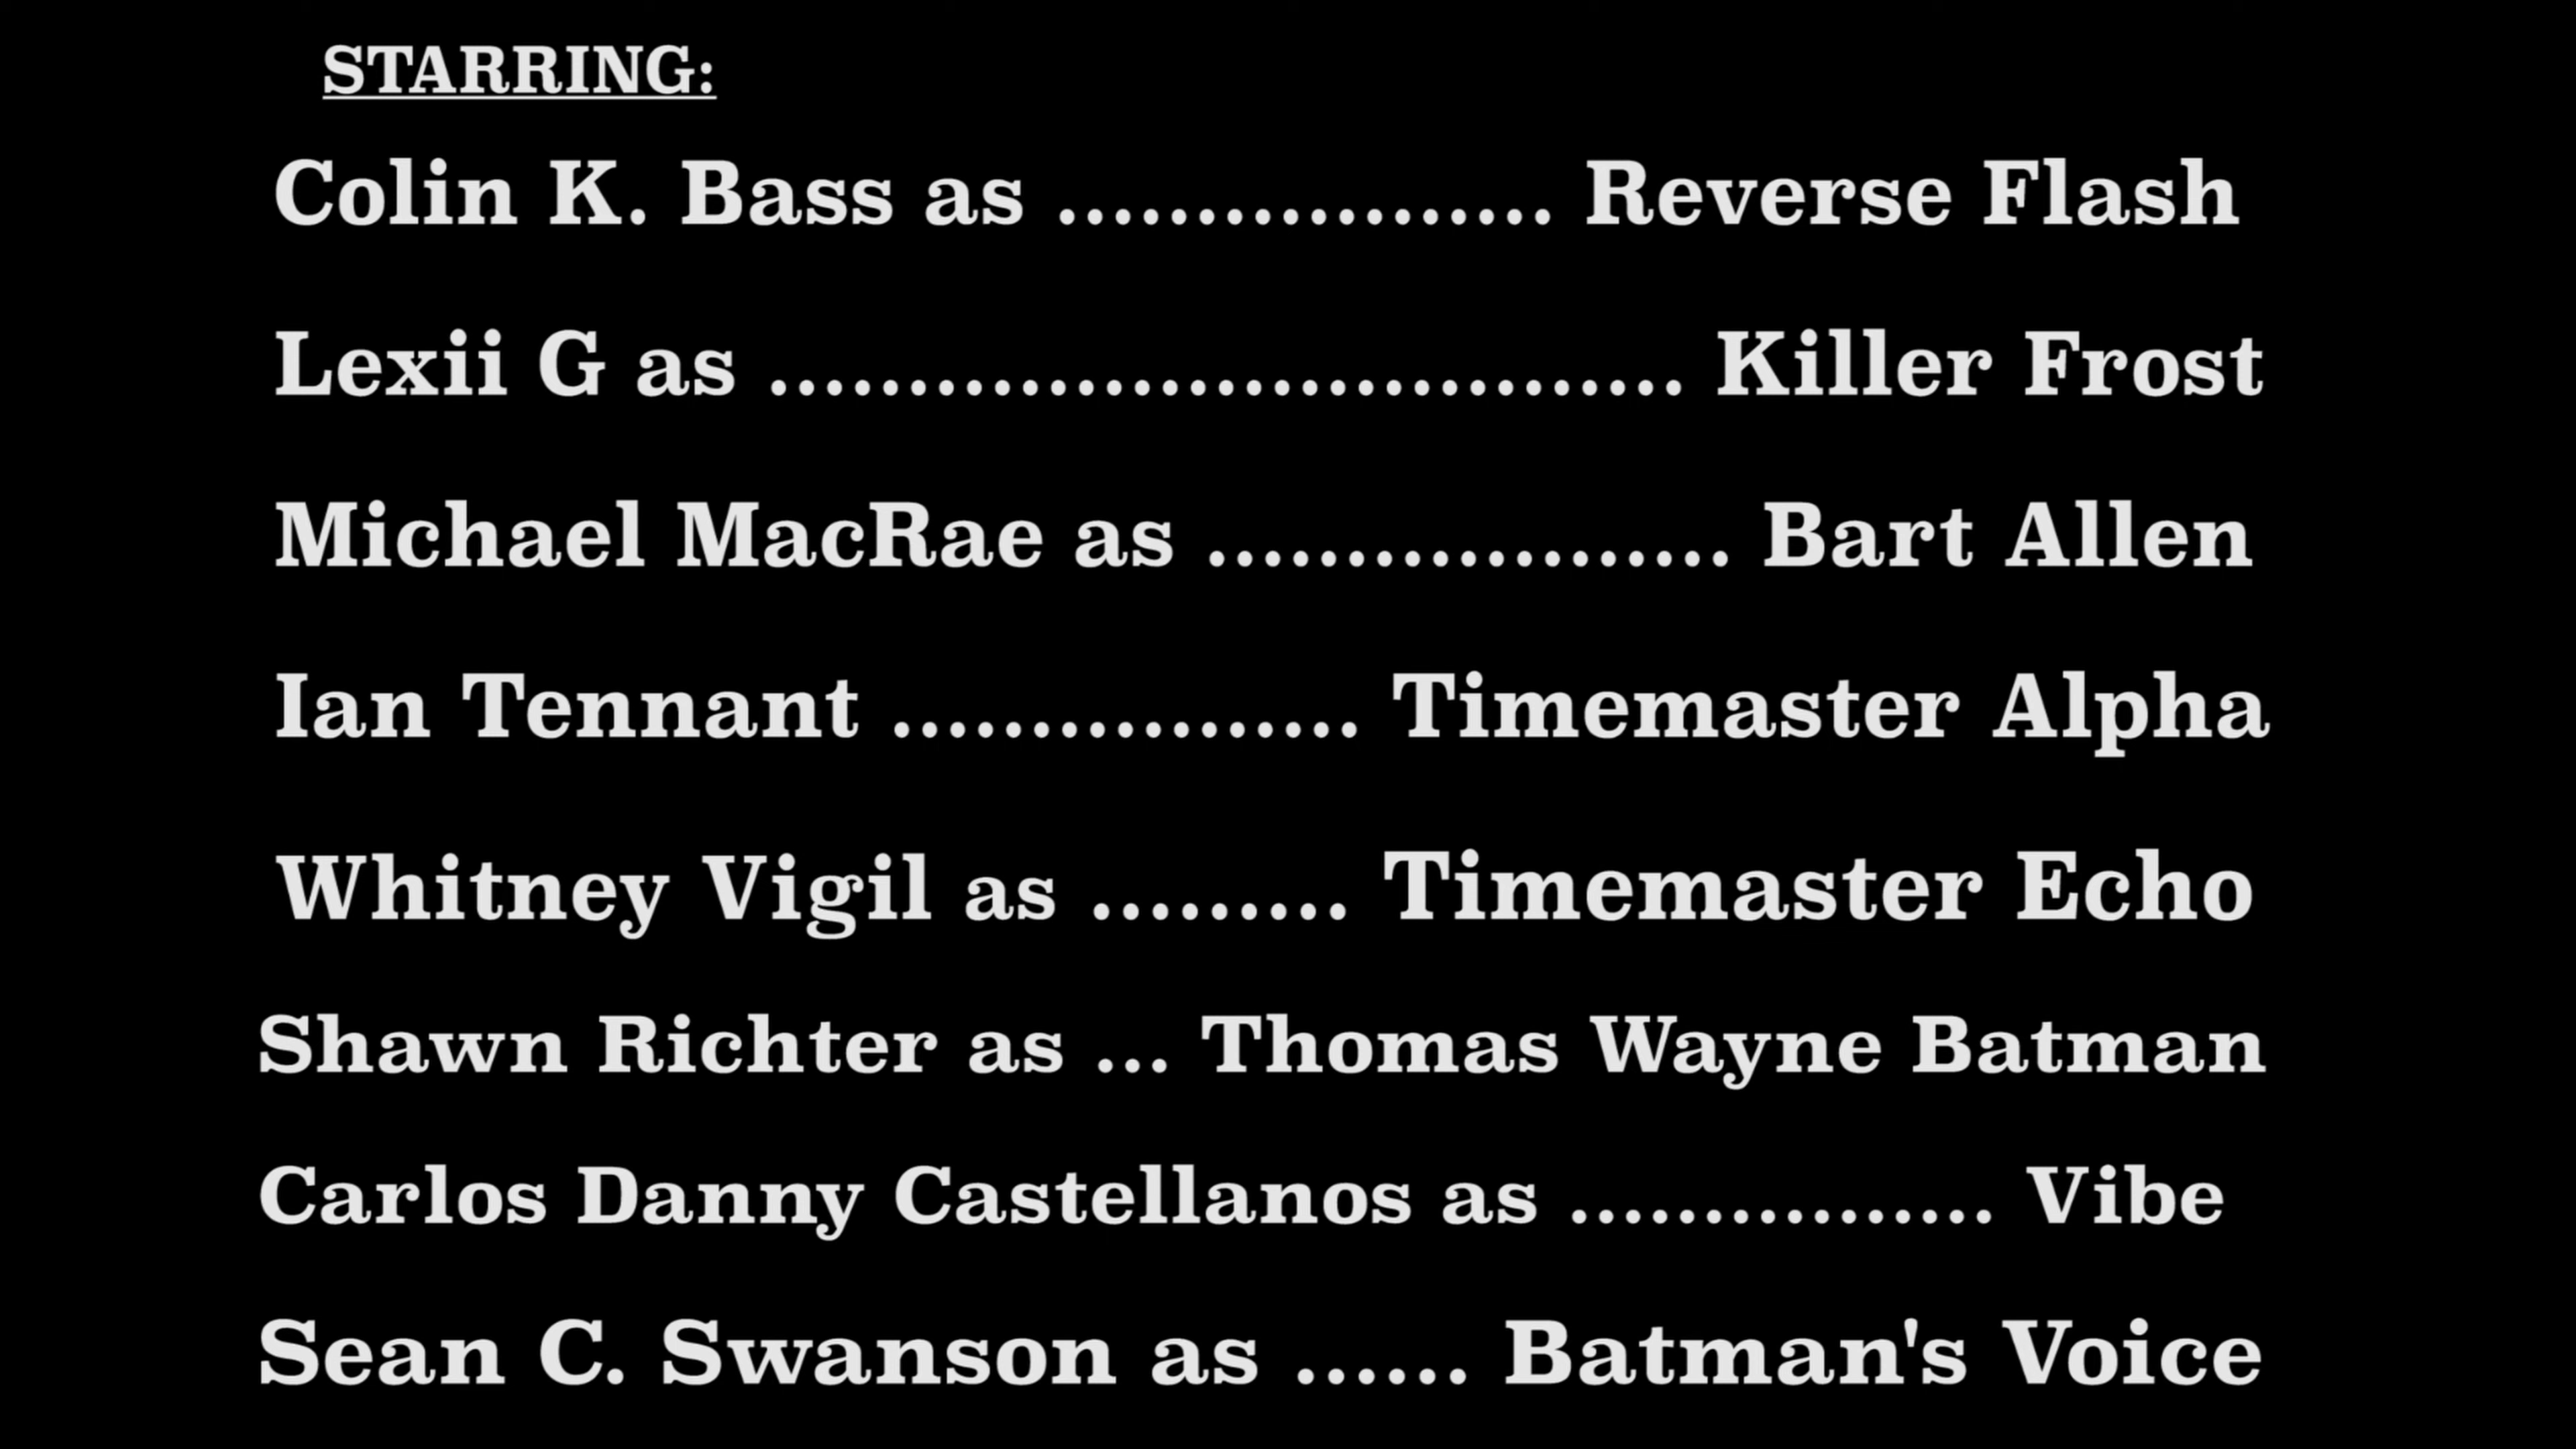 STARRING:
Colin K. Bass as .................. Reverse Flash
Lexii G as ................................. Killer Frost
Michael MacRae as ................... Bart Allen
Ian Tennant ................. Timemaster Alpha
Whitney Vigil as ......... Timemaster Echo
Shawn Richter as ... Thomas Wayne Batman
Carlos Danny Castellanos as ................ Vibe
Sean C. Swanson as ...... Batman's Voice